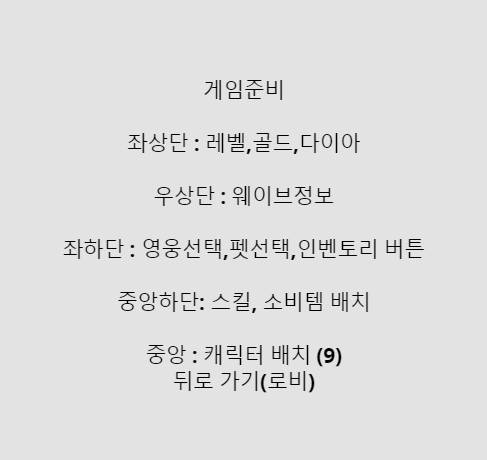 게임준비
좌상단 : 레벨,골드,다이아
우상단 : 웨이브정보
좌하단 : 영웅선택,펫선택,인벤토리 버튼
중앙하단: 스킬, 소비템 배치
중앙 : 캐릭터 배치 (9)
뒤로 가기(로비)